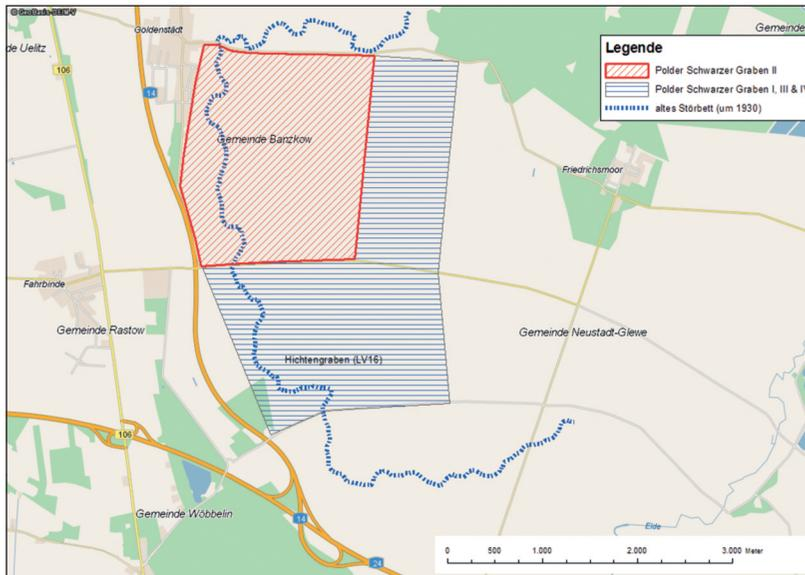 © GeoBasis-DE/M-V
Goldenstädt
Gemeinde
de Uelitz
106
14
Legende
Polder Schwarzer Graben II
Polder Schwarzer Graben I, III & IV
altes Störbett (um 1930)
Gemeinde Banzkow
Friedrichsmoor
Fahrbinde
Gemeinde Rastow
Gemeinde Neustadt-Glewe
Hichtengraben (LV16)
106
Gemeinde Wöbbelin
14
Elde
24
0 500 1.000 2.000 3.000 Meter